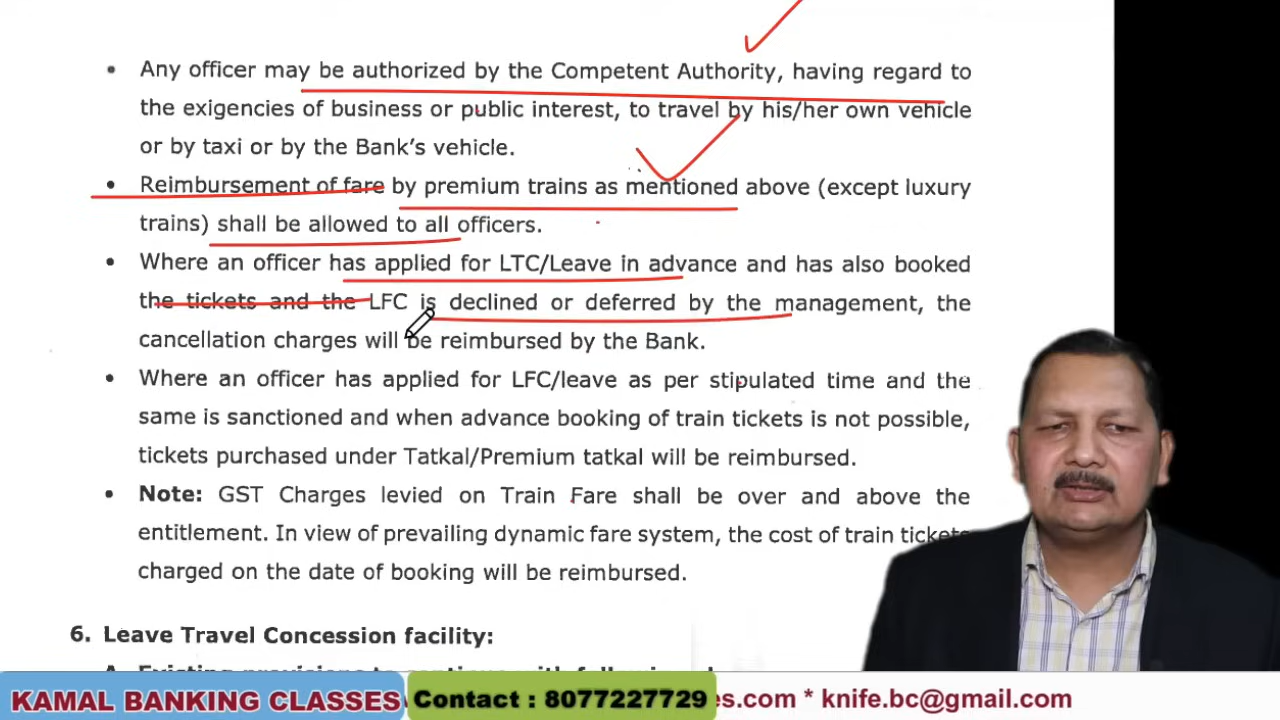 • Any officer may be authorized by the Competent Authority, having regard to
the exigencies of business or public interest, to travel by his/her own vehicle
or by taxi or by the Bank's vehicle.
• Reimbursement of fare by premium trains as mentioned above (except luxury
trains) shall be allowed to all officers.
• Where an officer has applied for LTC/Leave in advance and has also booked
the tickets and the LFC is declined or deferred by the management, the
cancellation charges will be reimbursed by the Bank.
• Where an officer has applied for LFC/leave as per stipulated time and the
same is sanctioned and when advance booking of train tickets is not possible,
tickets purchased under Tatkal/Premium tatkal will be reimbursed.
• Note: GST Charges levied on Train Fare shall be over and above the
entitlement. In view of prevailing dynamic fare system, the cost of train tickets
charged on the date of booking will be reimbursed.
6. Leave Travel Concession facility:
A. Existing provisions to continue with
KAMAL BANKING CLASSES Contact : 8077227729 es.com * knife.bc@gmail.com